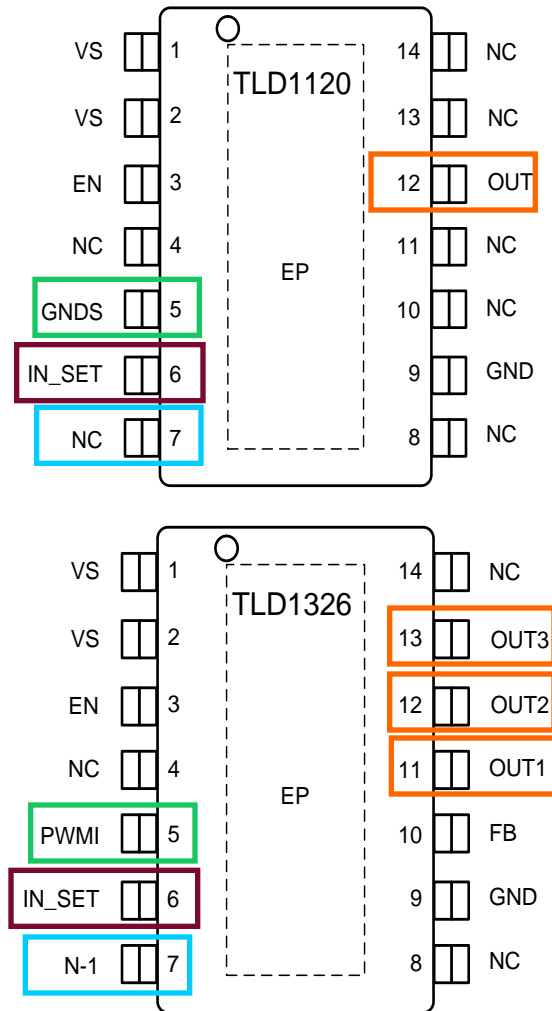 VS 1 14 NC
TLD1120
VS 2 13 NC
EN 3 12 OUT
NC 4 11 NC
EP
GNDS 5 10 NC
IN_SET 6 9 GND
NC 7 8 NC
VS 1 14 NC
TLD1326
VS 2 13 OUT3
EN 3 12 OUT2
NC 4 11 OUT1
EP
PWMI 5 10 FB
IN_SET 6 9 GND
N-1 7 8 NC